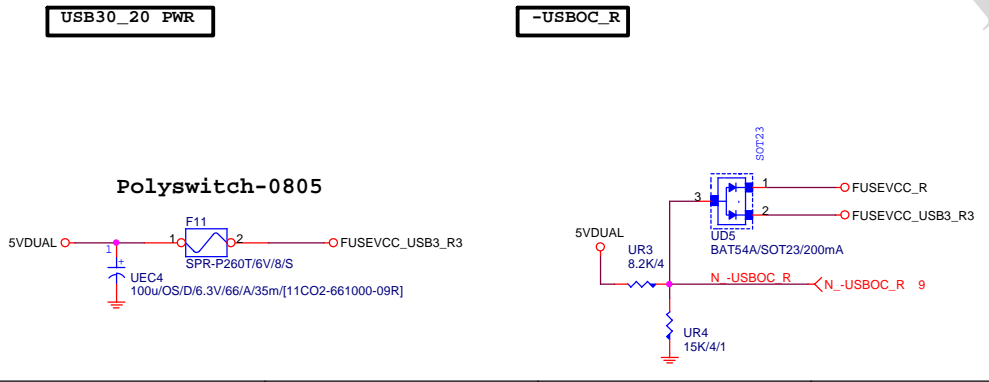 USB30_20 PWR
-USBOC_R
Polyswitch-0805
F11
5VDUAL
1
2
FUSEVCC_USB3_R3
SPR-P260T/6V/8/S
1
+
UEC4
100u/OS/D/6.3V/66/A/35m/[11CO2-661000-09R]
SOT23
3
1
FUSEVCC_R
2
FUSEVCC_USB3_R3
UD5
BAT54A/SOT23/200mA
5VDUAL
UR3
8.2K/4
N_-USBOC_R
N_-USBOC_R 9
UR4
15K/4/1